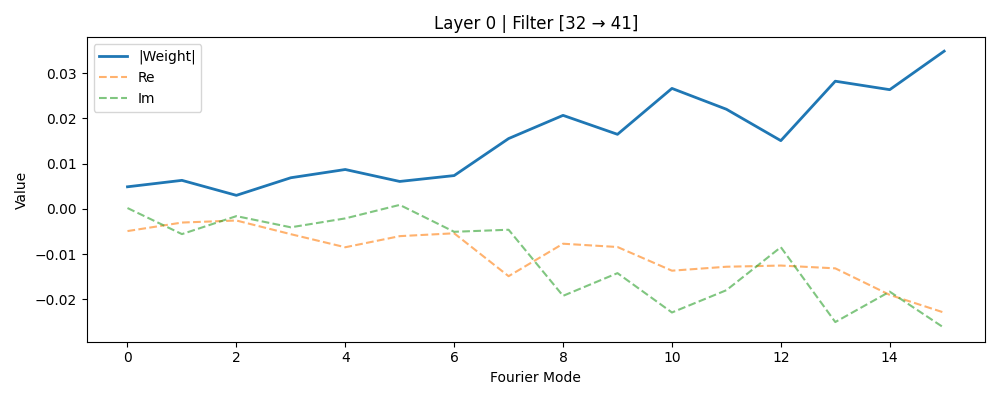 Layer 0 | Filter [32 → 41]
|Weight|
Re
Im
Value
0.03
0.02
0.01
0.00
−0.01
−0.02
0 2 4 6 8 10 12 14
Fourier Mode